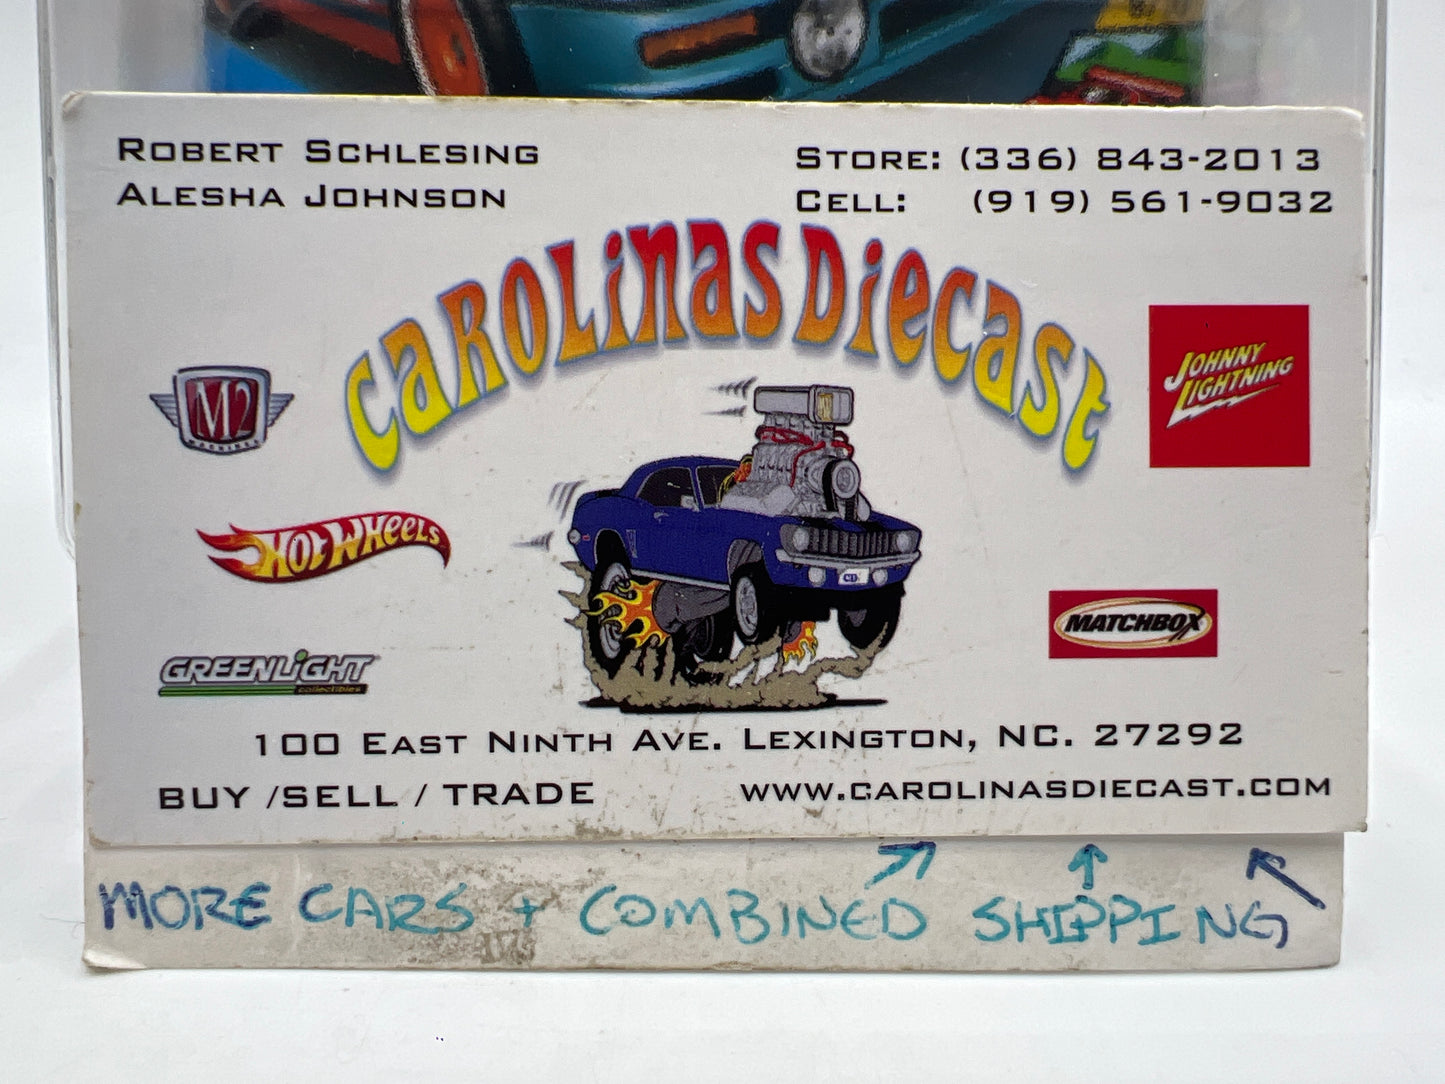 ROBERT SCHLESING
ALESHA JOHNSON
STORE: (336) 843-2013
CELL: (919) 561-9032
CAROLINAS DIECAST
M2
MACHINES
JOHNNY
LIGHTNING
HOT WHEELS
MATCHBOX
GREENLIGHT
collectibles
100 EAST NINTH AVE. LEXINGTON, NC. 27292
BUY /SELL / TRADE
WWW.CAROLINASDIECAST.COM
MORE CARS + COMBINED SHIPPING